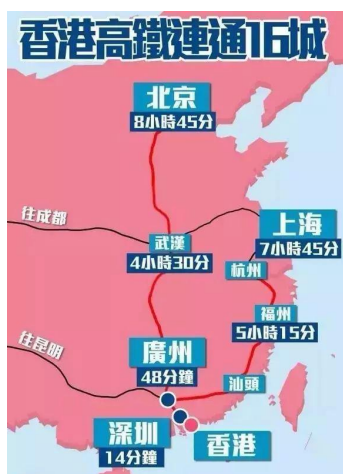 香港高鐵連通16城
北京
8小時45分
往成都
上海
7小時45分
武漢
4小時30分
杭州
福州
5小時15分
往昆明
廣州
48分鐘
汕頭
深圳
14分鐘
香港